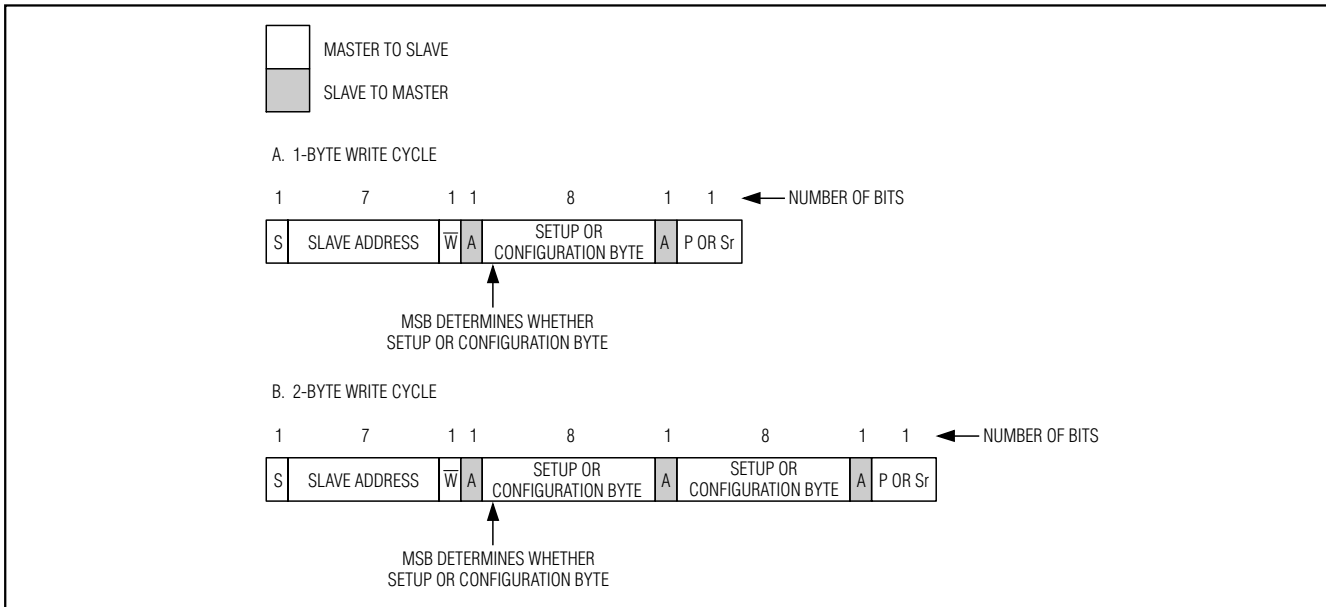 MASTER TO SLAVE
SLAVE TO MASTER
A. 1-BYTE WRITE CYCLE
1 7 1 1 8 1 1 NUMBER OF BITS
S SLAVE ADDRESS W̅ A SETUP OR CONFIGURATION BYTE A P OR Sr
MSB DETERMINES WHETHER
SETUP OR CONFIGURATION BYTE
B. 2-BYTE WRITE CYCLE
1 7 1 1 8 1 8 1 1 NUMBER OF BITS
S SLAVE ADDRESS W̅ A SETUP OR CONFIGURATION BYTE A SETUP OR CONFIGURATION BYTE A P OR Sr
MSB DETERMINES WHETHER
SETUP OR CONFIGURATION BYTE